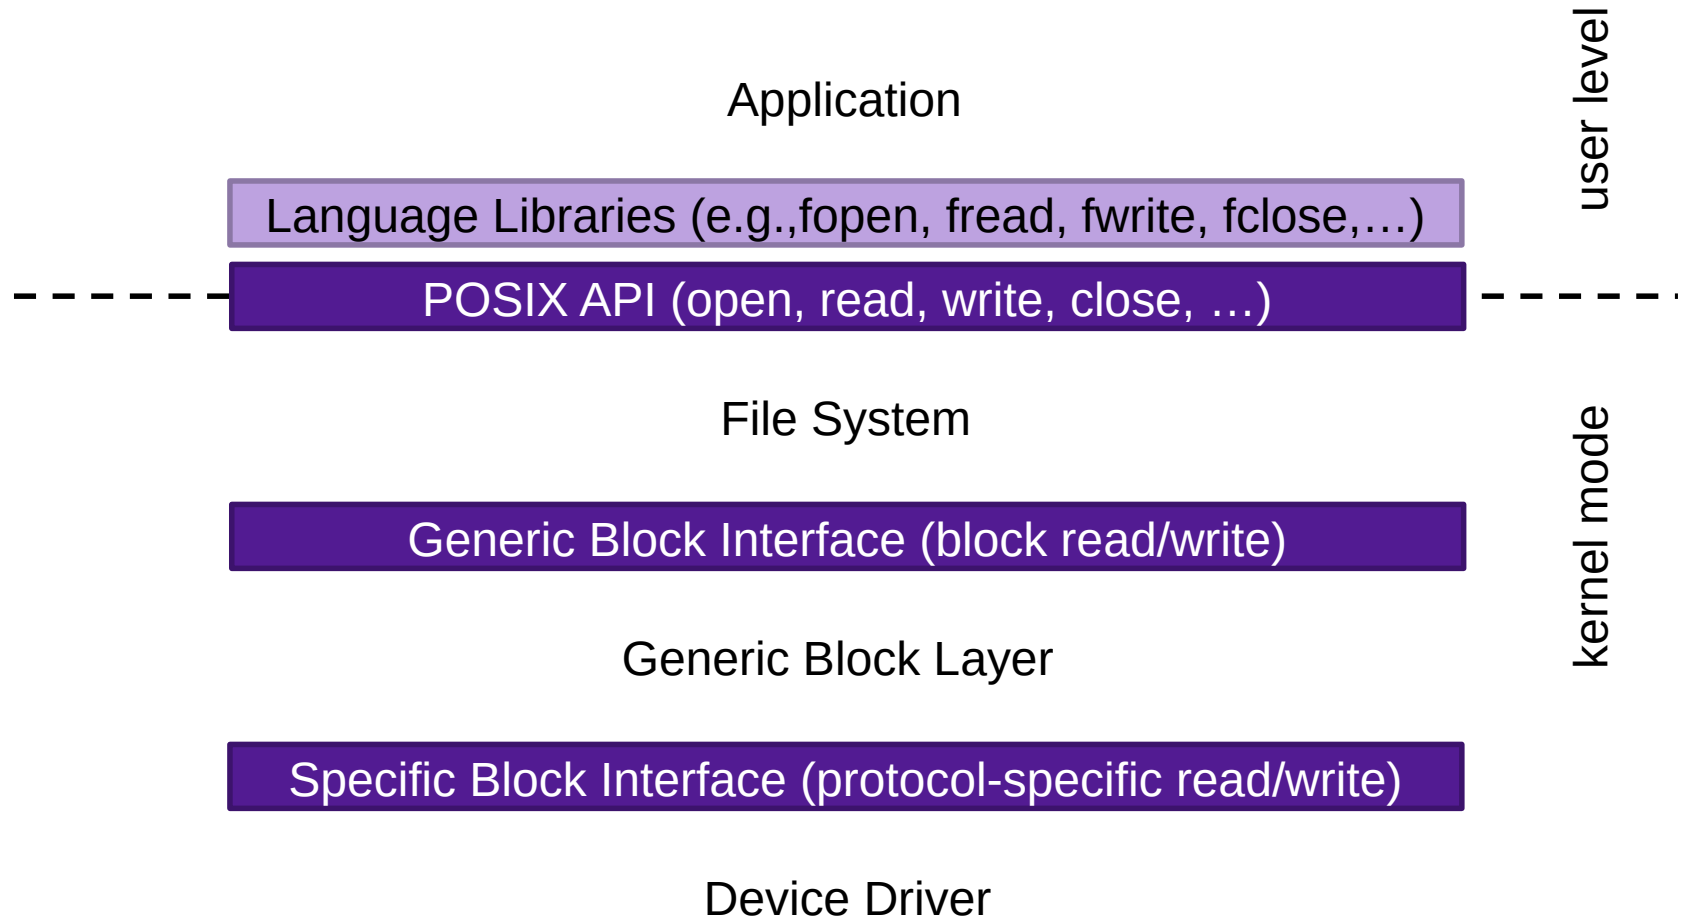 Application
user level
Language Libraries (e.g.,fopen, fread, fwrite, fclose,…)
POSIX API (open, read, write, close, …)
File System
kernel mode
Generic Block Interface (block read/write)
Generic Block Layer
Specific Block Interface (protocol-specific read/write)
Device Driver